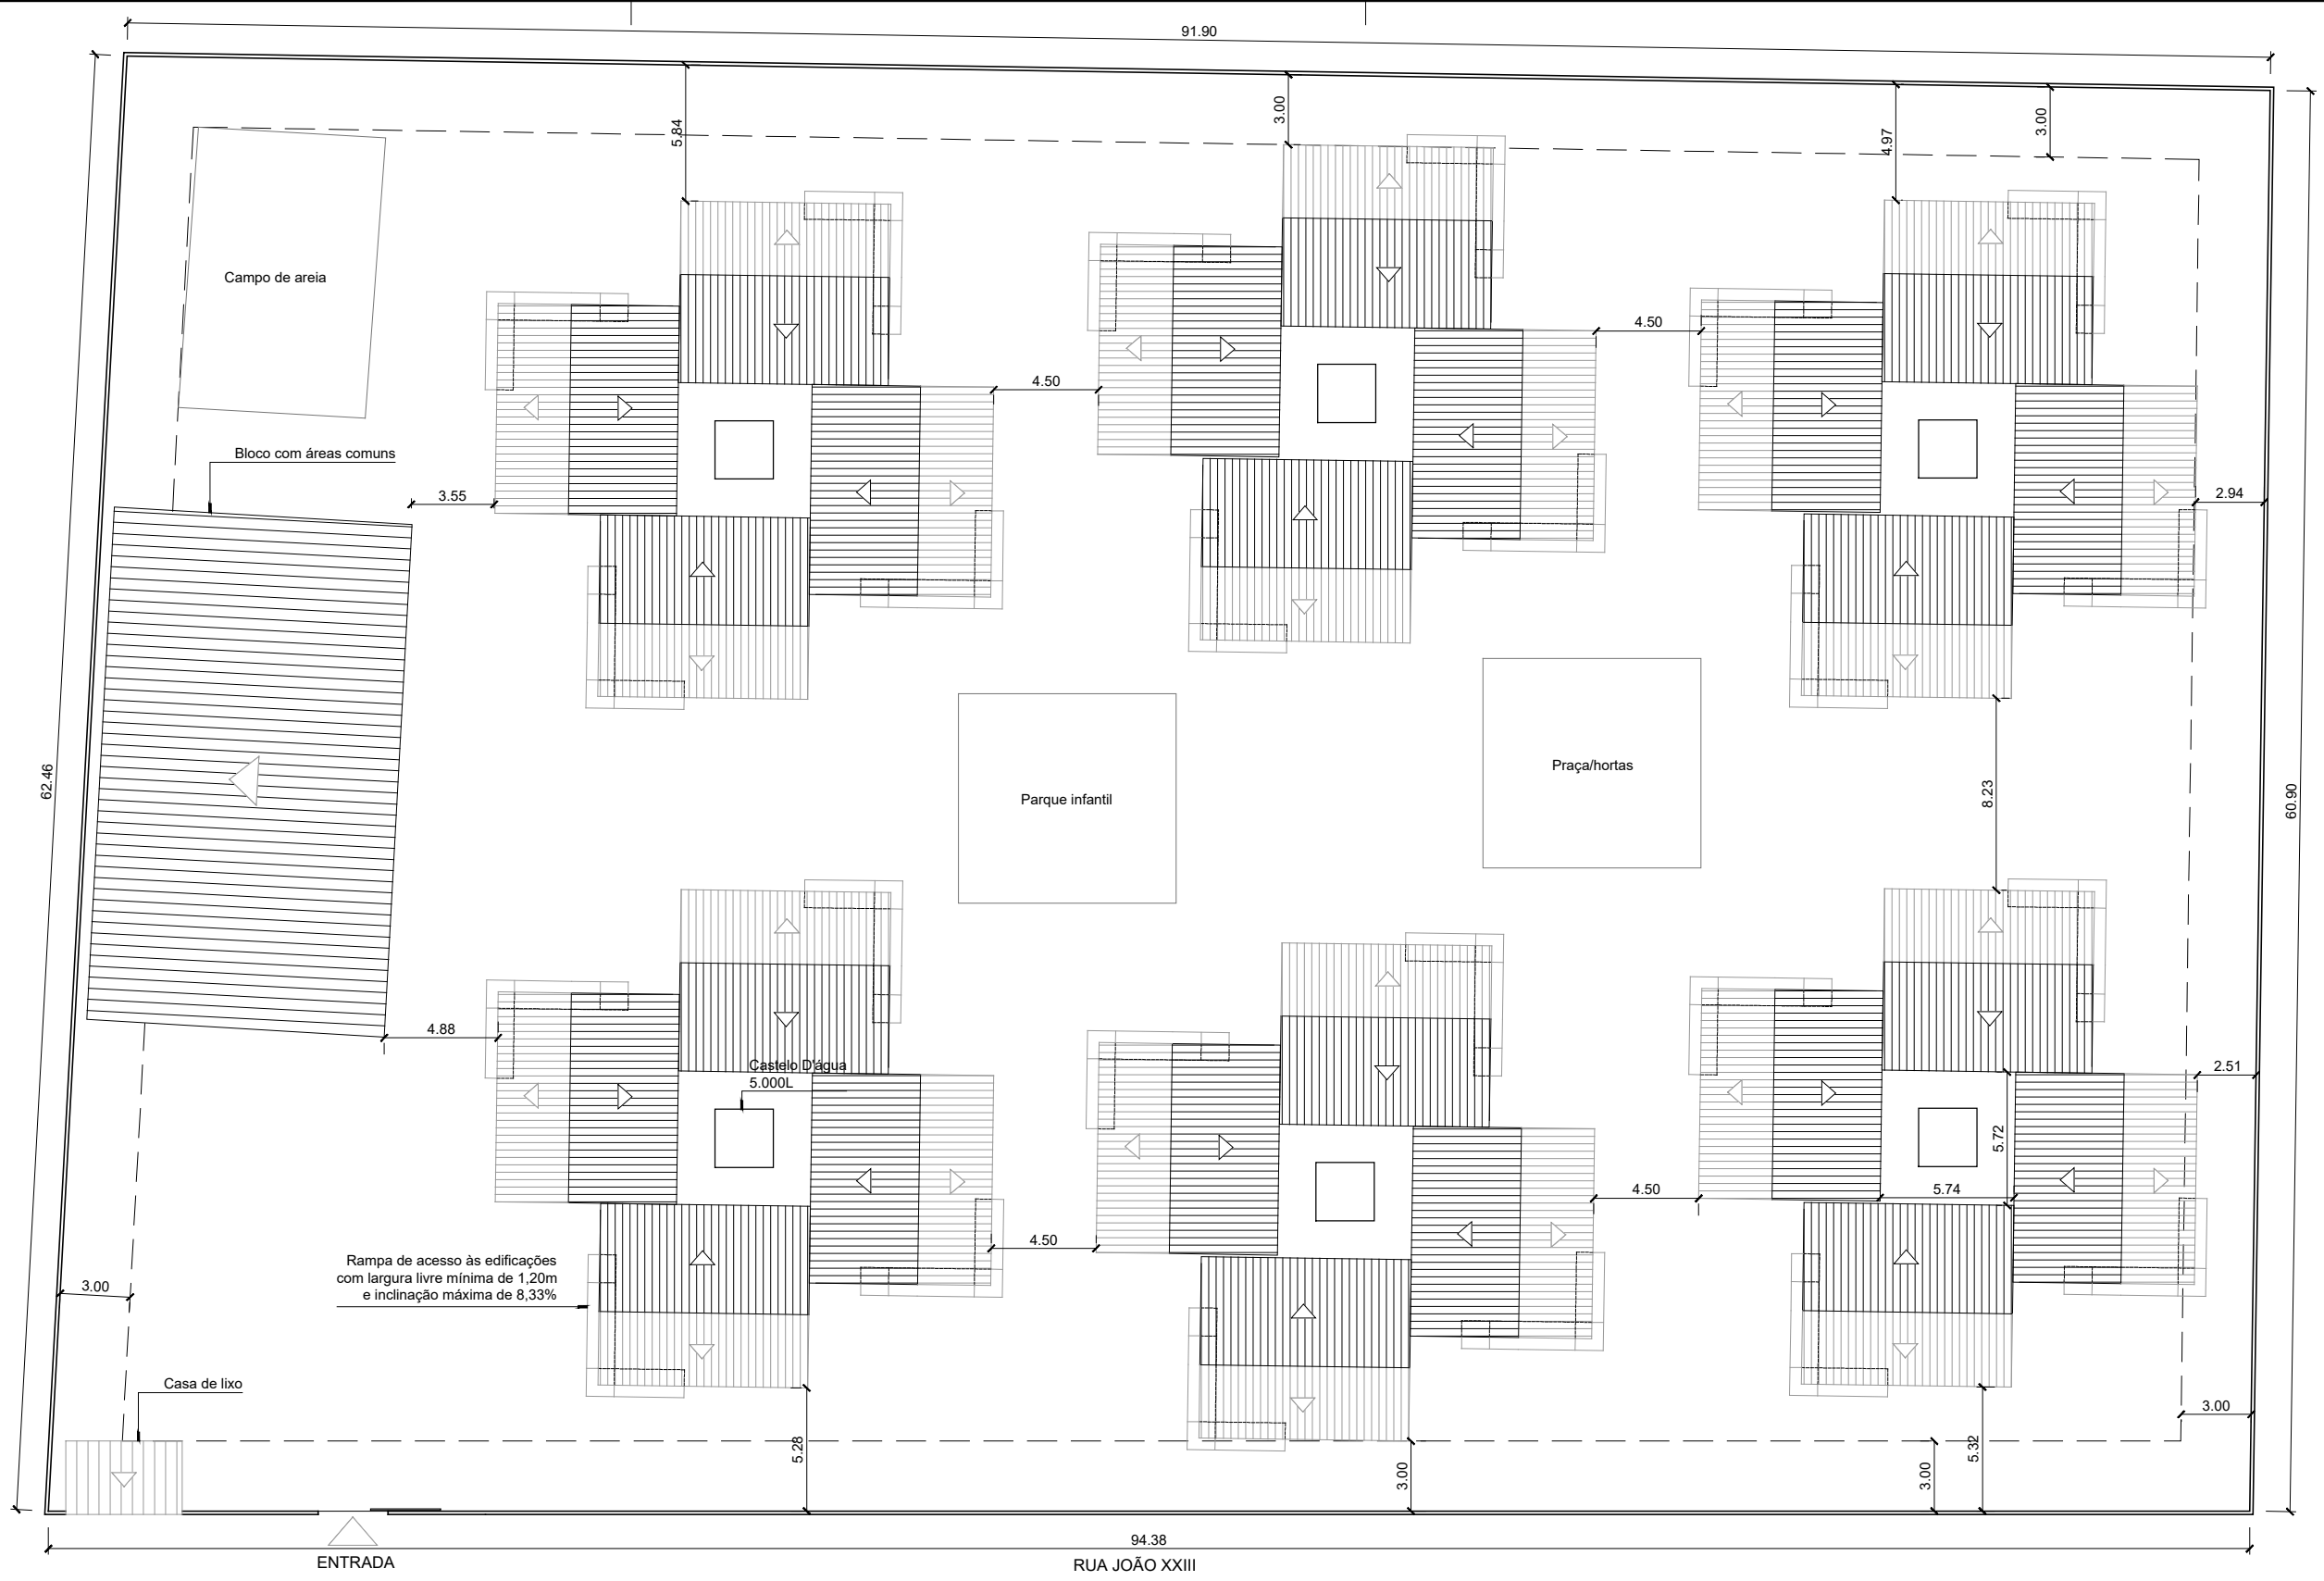 91.90
5.84
3.00
4.97
3.00
Campo de areia
4.50
4.50
Bloco com áreas comuns
3.55
2.94
62.46
Parque infantil
Praça/hortas
8.23
60.90
4.88
Castelo D'água
5.000L
2.51
5.72
5.74
4.50
4.50
Rampa de acesso às edificações
com largura livre mínima de 1,20m
e inclinação máxima de 8,33%
3.00
Casa de lixo
3.00
5.28
3.00
3.00
5.32
94.38
ENTRADA
RUA JOÃO XXIII